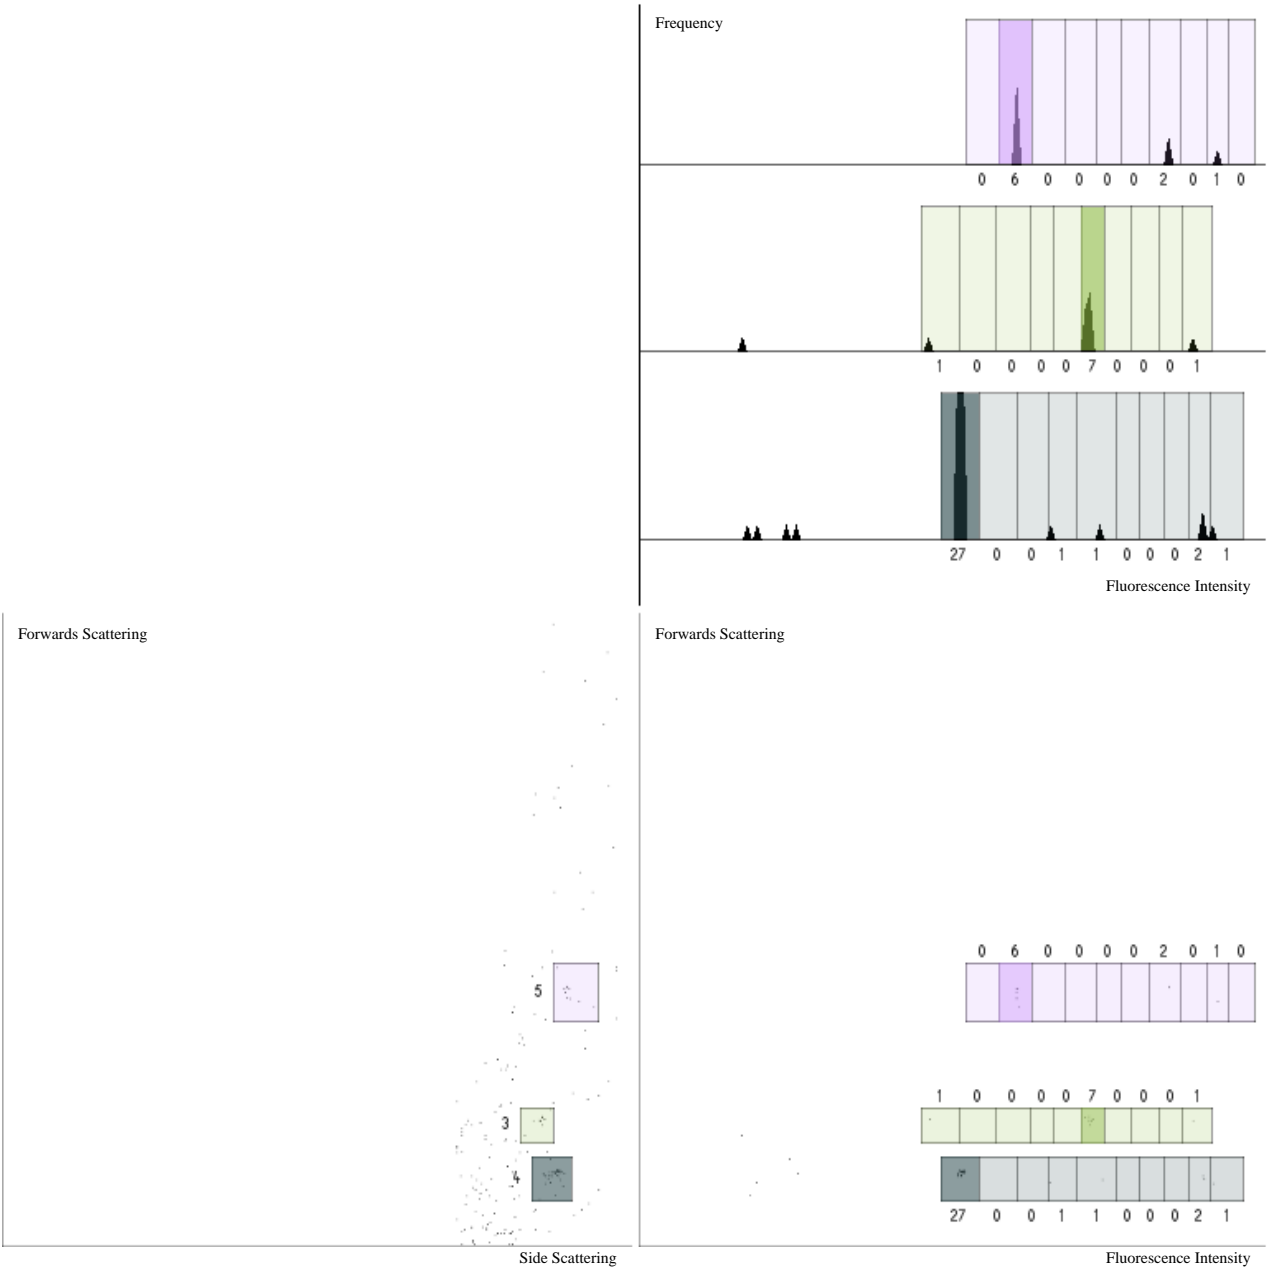 Frequency
0 6 0 0 0 0 2 0 1 0
1 0 0 0 0 7 0 0 0 1
27 0 0 1 1 0 0 0 2 1
Fluorescence Intensity
Forwards Scattering
5
3
4
Side Scattering
Forwards Scattering
0 6 0 0 0 0 2 0 1 0
1 0 0 0 0 7 0 0 0 1
27 0 0 1 1 0 0 0 2 1
Fluorescence Intensity